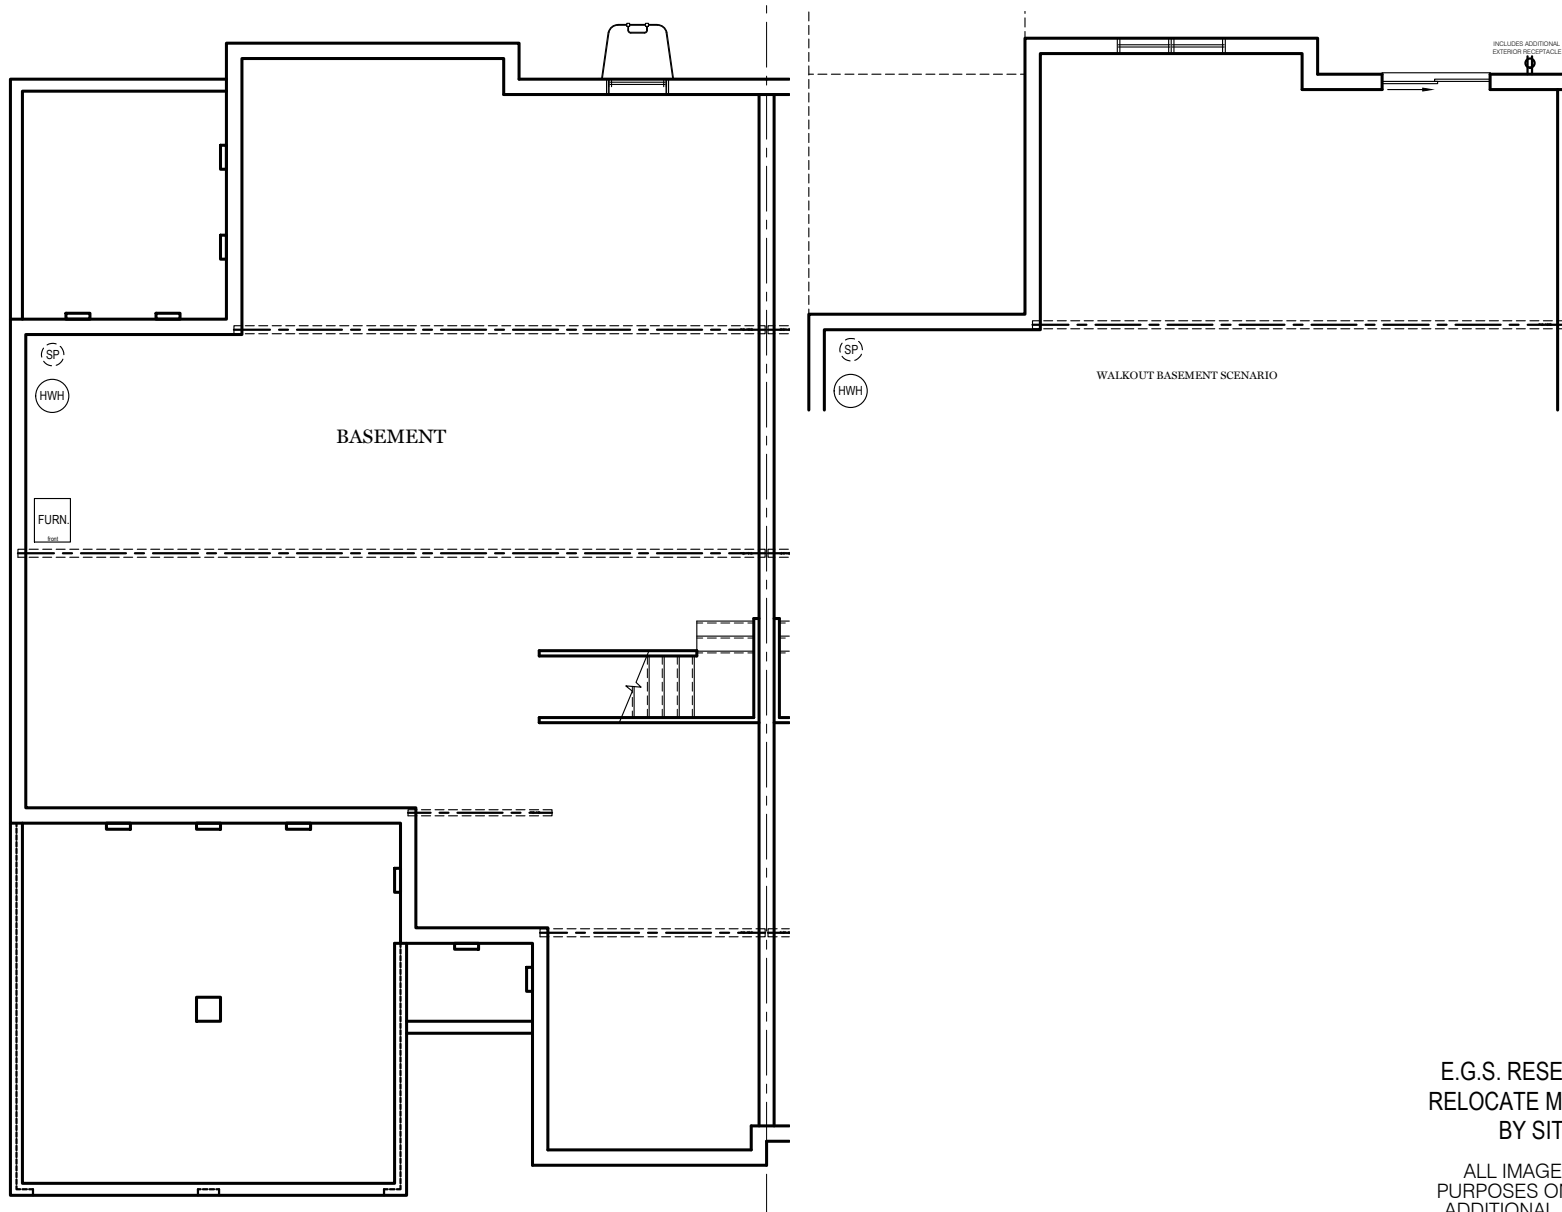 INCLUDES ADDITIONAL
EXTERIOR RECEPTACLE
SP
HWH
BASEMENT
FURN.
front
SP
HWH
WALKOUT BASEMENT SCENARIO
E.G.S. RESE
RELOCATE M
BY SIT
ALL IMAGE
PURPOSES ON
ADDITIONAL